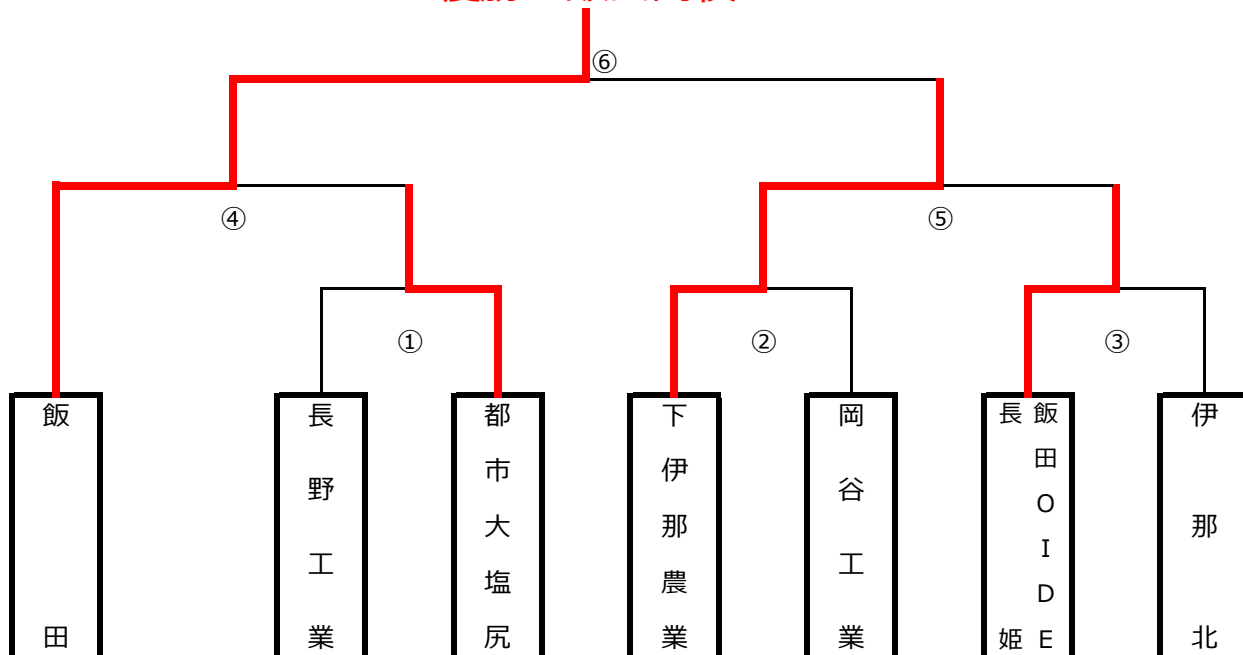 ⑥
④
⑤
①
②
③
飯田
長野工業
都市大塩尻
下伊那農業
岡谷工業
飯田OIDE
長姫
伊那北